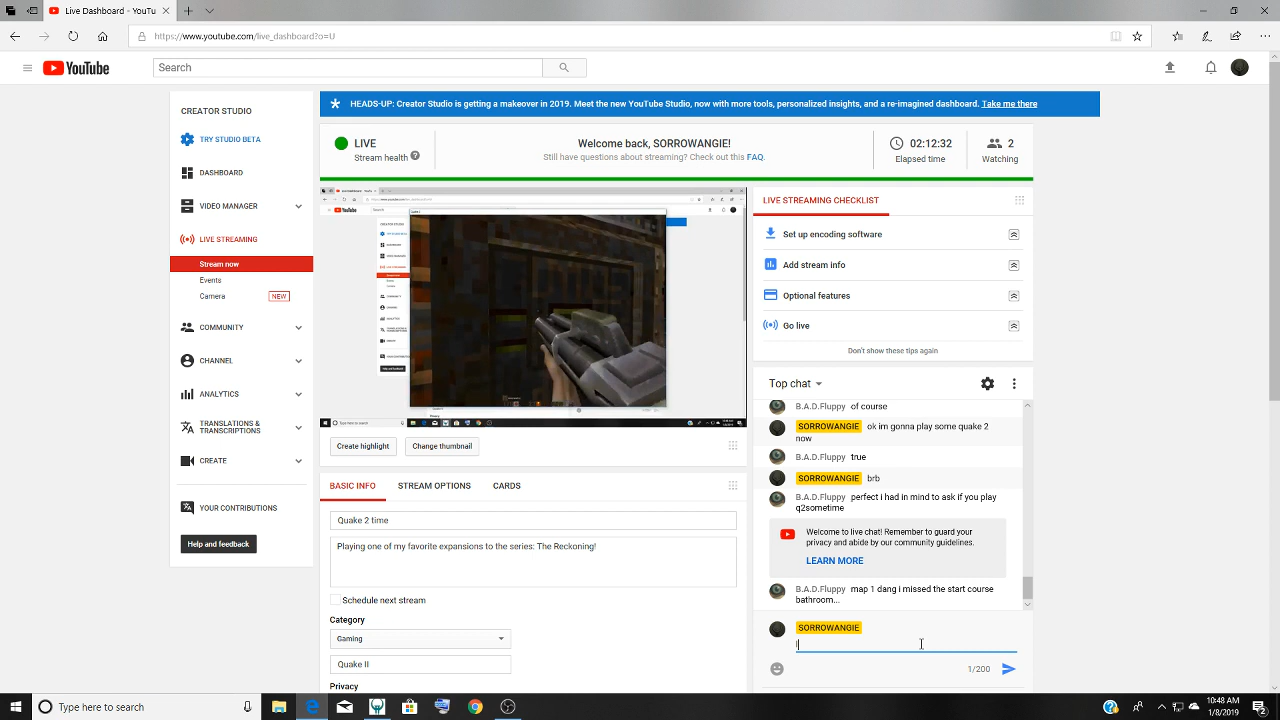 Live Dashboard - YouTu
https://www.youtube.com/live_dashboard?o=U
YouTube
Search
CREATOR STUDIO
TRY STUDIO BETA
DASHBOARD
VIDEO MANAGER
LIVE STREAMING
Stream now
Events
Camera NEW
COMMUNITY
CHANNEL
ANALYTICS
TRANSLATIONS &
TRANSCRIPTIONS
CREATE
YOUR CONTRIBUTIONS
Help and feedback
HEADS-UP: Creator Studio is getting a makeover in 2019. Meet the new YouTube Studio, now with more tools, personalized insights, and a re-imagined dashboard. Take me there
LIVE
Stream health ?
Welcome back, SORROWANGIE!
Still have questions about streaming? Check out this FAQ.
02:12:32
Elapsed time
2
Watching
Create highlight
Change thumbnail
BASIC INFO
STREAM OPTIONS
CARDS
Quake 2 time
Playing one of my favorite expansions to the series: The Reckoning!
Schedule next stream
Category
Gaming
Quake II
Privacy
LIVE STREAMING CHECKLIST
Set up encoding software
Add stream info
Optional features
Go live
Don't show these tips again
Top chat
B.A.D.Fluppy of course
SORROWANGIE ok im gonna play some quake 2
now
B.A.D.Fluppy true
SORROWANGIE brb
B.A.D.Fluppy perfect i had in mind to ask if you play
q2sometime
Welcome to live chat! Remember to guard your
privacy and abide by our community guidelines.
LEARN MORE
B.A.D.Fluppy map 1 dang i missed the start course
bathroom...
SORROWANGIE
I
1/200
Type here to search
10:48 AM
1/8/2019